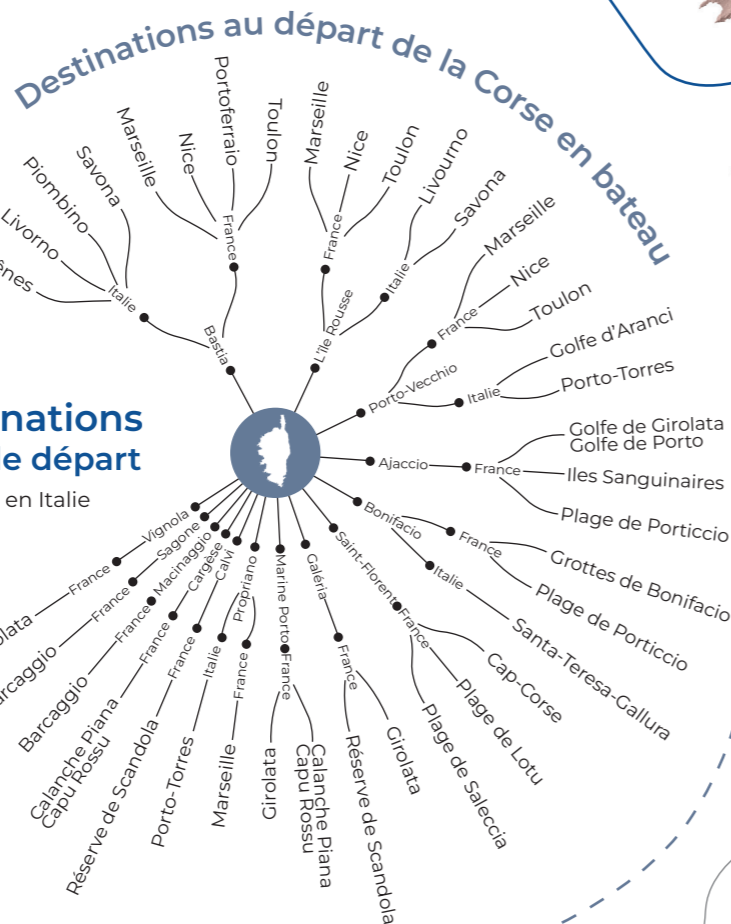 Destinations au départ de la Corse en bateau
nations
le départ
en Italie
Bastia
Italie
Livorno
Piombino
Savona
France
Marseille
Nice
Portoferraio
Toulon
L'île Rousse
France
Marseille
Nice
Toulon
Italie
Livourno
Savona
Porto-Vecchio
France
Marseille
Nice
Toulon
Italie
Golfe d'Aranci
Porto-Torres
Ajaccio
France
Golfe de Girolata
Golfe de Porto
Iles Sanguinaires
Plage de Porticcio
Bonifacio
France
Grottes de Bonifacio
Plage de Porticcio
Italie
Santa-Teresa-Gallura
Saint-Florent
France
Cap-Corse
Plage de Lotu
Plage de Saleccia
Galéria
France
Girolata
Réserve de Scandola
Marine Porto
France
Calanche Piana
Capu Rossu
Girolata
Propriano
France
Marseille
Italie
Porto-Torres
Calvi
France
Réserve de Scandola
Cargèse
France
Calanche Piana
Capu Rossu
Macinaggio
France
Barcaggio
Sagone
France
arcaggio
Vignola
France
olata
ènes